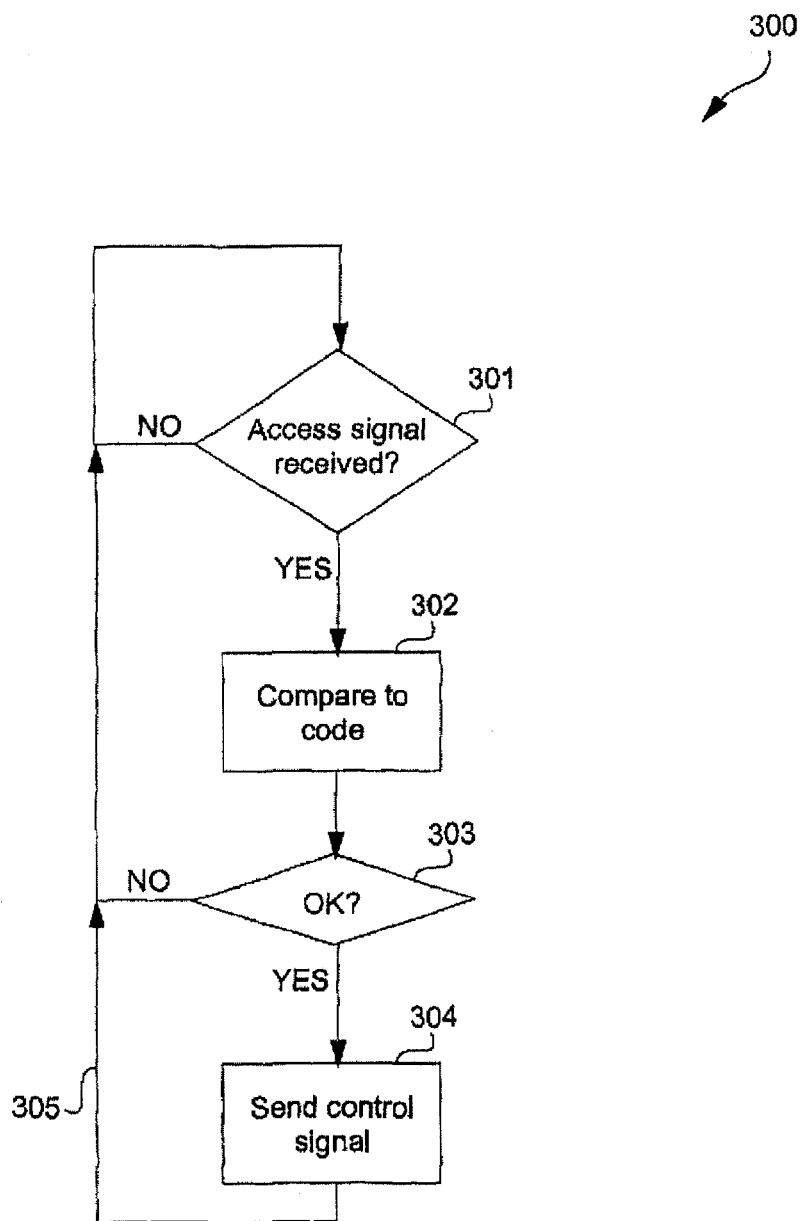 300
301
NO
Access signal
received?
YES
302
Compare to
code
303
NO
OK?
YES
304
305
Send control
signal